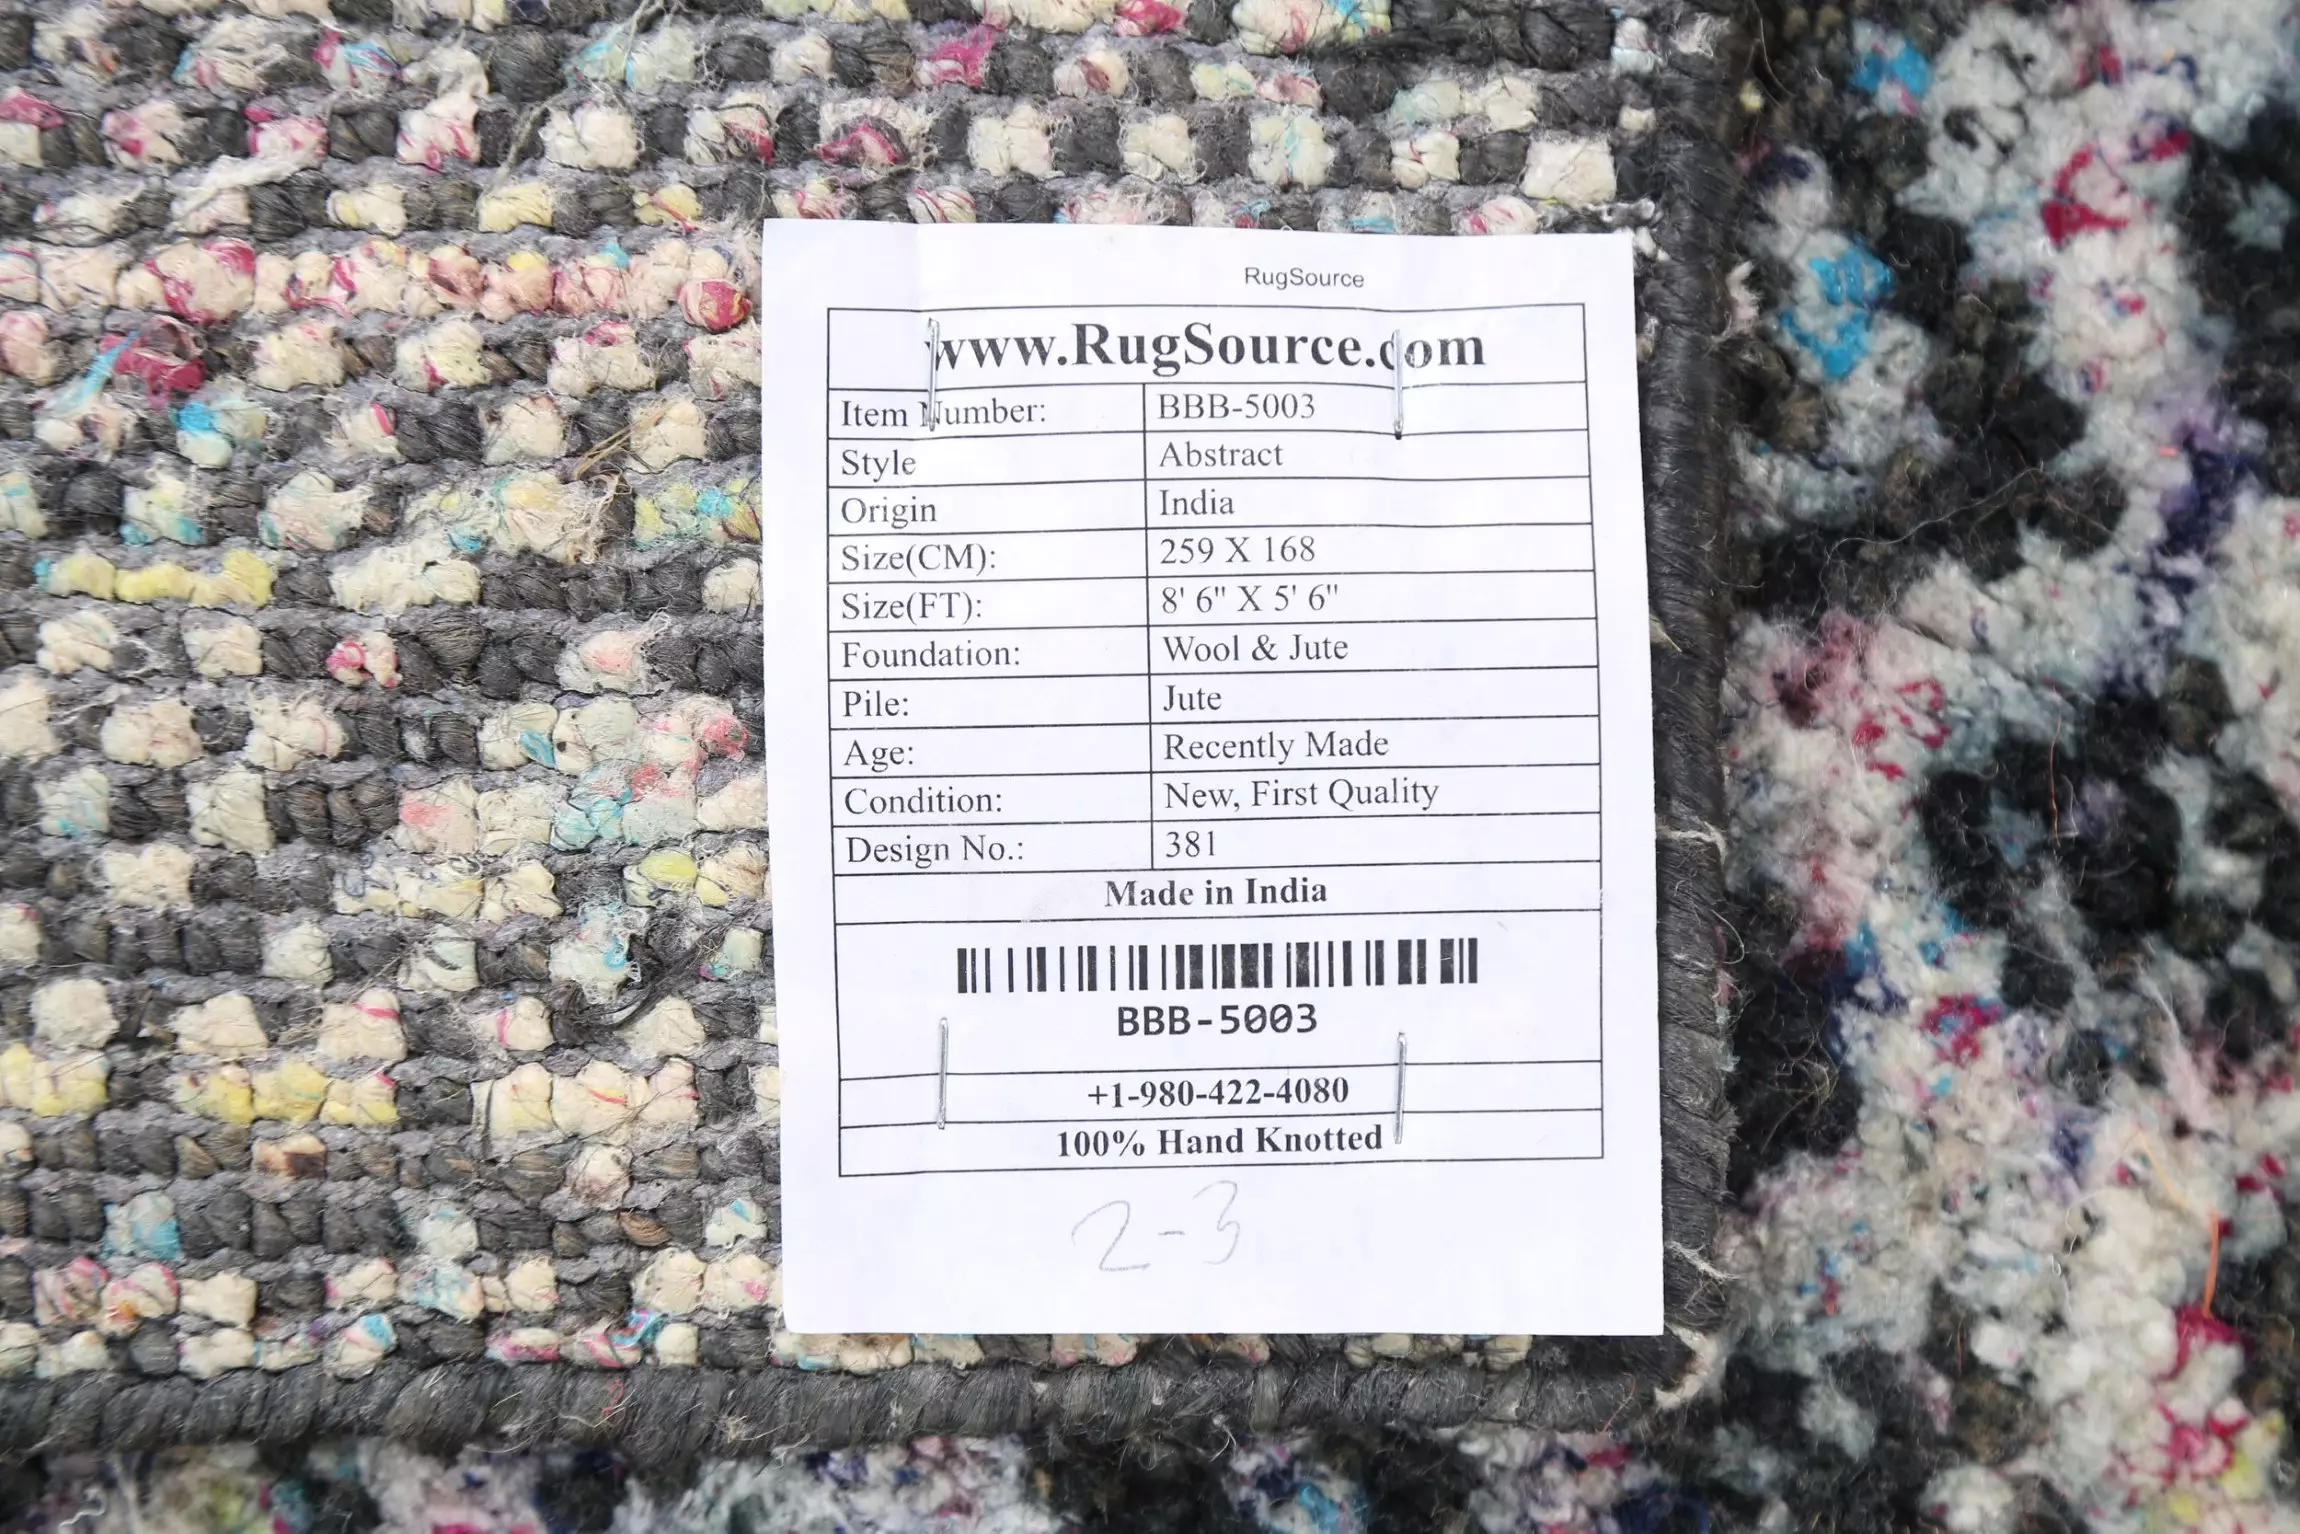 RugSource
www.RugSource.com
Item Number: BBB-5003
Style Abstract
Origin India
Size(CM): 259 X 168
Size(FT): 8' 6" X 5' 6"
Foundation: Wool & Jute
Pile: Jute
Age: Recently Made
Condition: New, First Quality
Design No.: 381
Made in India
BBB-5003
+1-980-422-4080
100% Hand Knotted
2-3